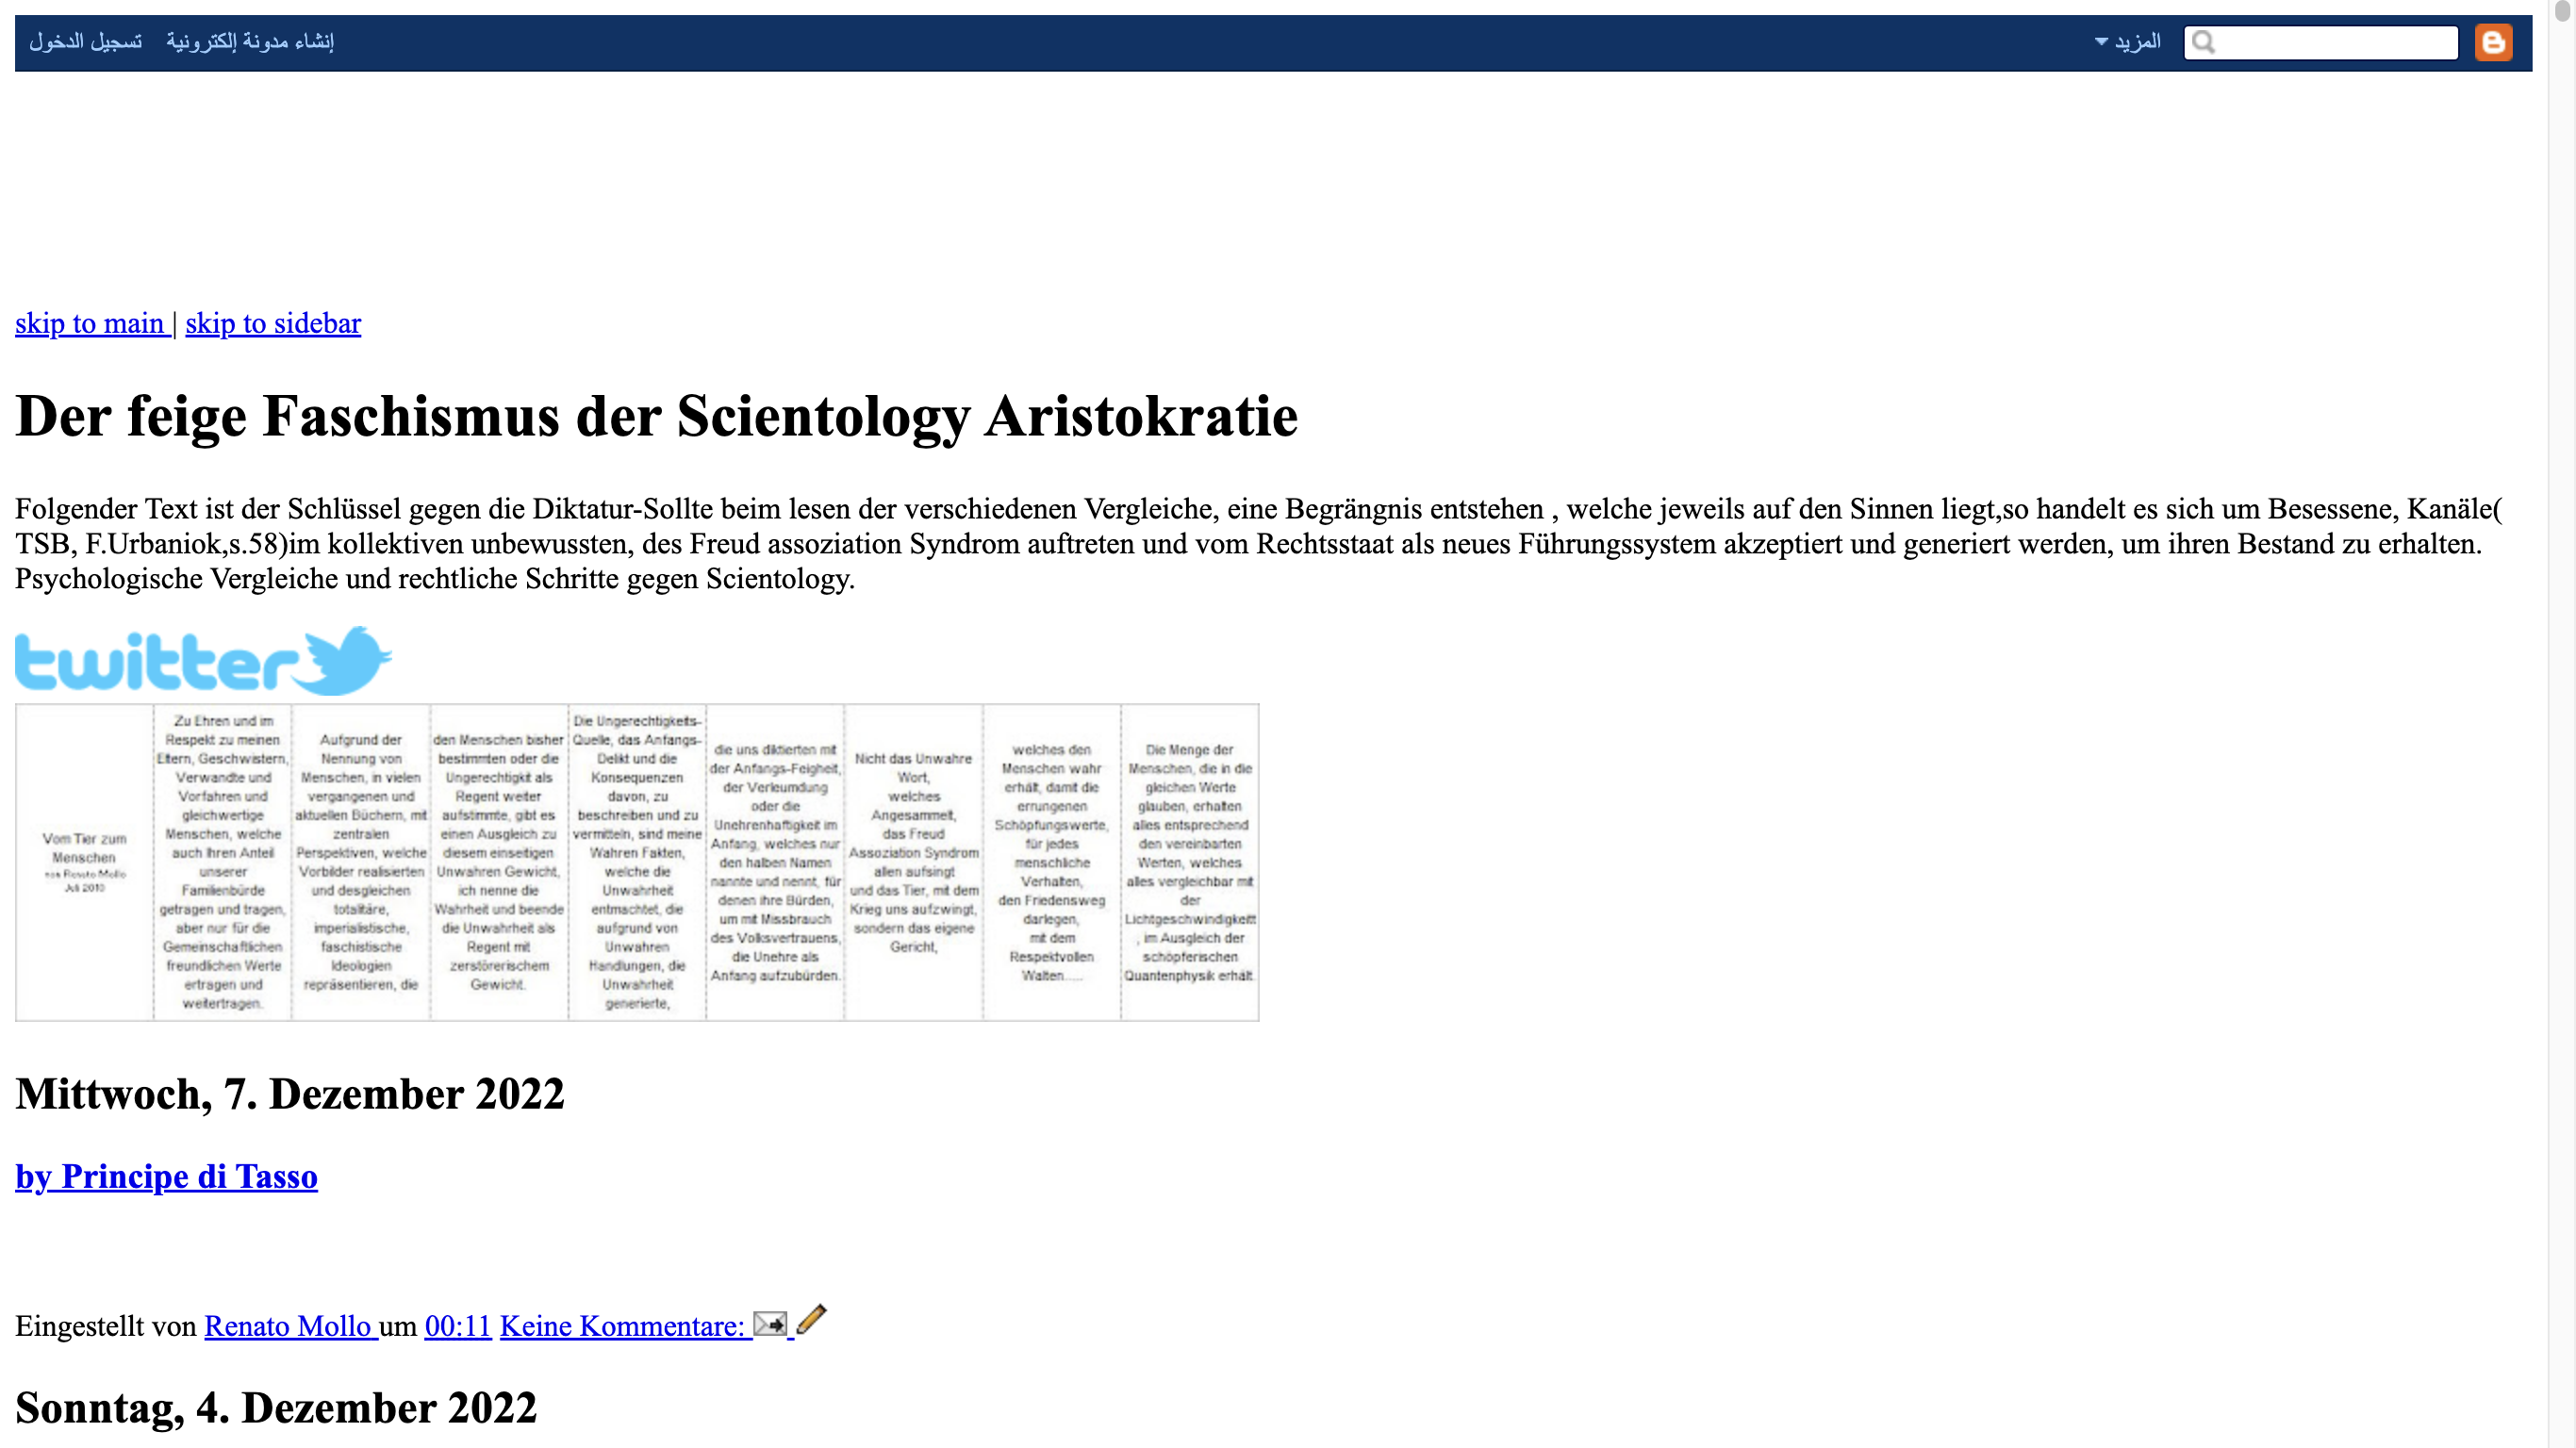 تسجيل الدخول إنشاء مدونة إلكترونية المزيد
skip to main | skip to sidebar
Der feige Faschismus der Scientology Aristokratie
Folgender Text ist der Schlüssel gegen die Diktatur-Sollte beim lesen der verschiedenen Vergleiche, eine Begrängnis entstehen , welche jeweils auf den Sinnen liegt,so handelt es sich um Besessene, Kanäle(
TSB, F.Urbaniok,s.58)im kollektiven unbewussten, des Freud assoziation Syndrom auftreten und vom Rechtsstaat als neues Führungssystem akzeptiert und generiert werden, um ihren Bestand zu erhalten.
Psychologische Vergleiche und rechtliche Schritte gegen Scientology.
twitter
Vom Tier zum
Menschen
von Renato Mollo
Juli 2010
Zu Ehren und im
Respekt zu meinen
Eltern, Geschwistern,
Verwandte und
Vorfahren und
gleichwertige
Menschen, welche
auch Ihren Anteil
unserer
Familienbürde
getragen und tragen,
aber nur für die
Gemeinschaftlichen
freundlichen Werte
ertragen und
weitertragen.
Aufgrund der
Nennung von
Menschen, in vielen
vergangenen und
aktuellen Büchern, mit
zentralen
Perspektiven, welche
Vorbilder realisierten
und desgleichen
totalitäre,
imperialistische,
faschistische
Ideologien
repräsentieren, die
den Menschen bisher
bestimmten oder die
Ungerechtigkit als
Regent weiter
aufstimmte, gibt es
einen Ausgleich zu
diesem einseitigen
Unwahren Gewicht,
ich nenne die
Wahrheit und beende
die Unwahrheit als
Regent mit
zerstörerischem
Gewicht.
Die Ungerechtigkeits-
Quelle, das Anfangs-
Delikt und die
Konsequenzen
davon, zu
beschreiben und zu
vermitteln, sind meine
Wahren Fakten,
welche die
Unwahrheit
entmachtet, die
aufgrund von
Unwahren
Handlungen, die
Unwahrheit
generierte,
die uns diktierten mit
der Anfangs-Feigheit,
der Verleumdung
oder die
Unehrenhaftigkeit im
Anfang, welches nur
den halben Namen
nannte und nennt, für
denen ihre Bürden,
um mit Missbrauch
des Volksvertrauens,
die Unehre als
Anfang aufzubürden.
Nicht das Unwahre
Wort,
welches
Angesammelt,
das Freud
Assoziation Syndrom
allen aufsingt
und das Tier, mit dem
Krieg uns aufzwingt,
sondern das eigene
Gericht,
welches den
Menschen wahr
erhält, damit die
errungenen
Schöpfungswerte,
für jedes
menschliche
Verhalten,
den Friedensweg
darlegen,
mit dem
Respektvollen
Walten.....
Die Menge der
Menschen, die in die
gleichen Werte
glauben, erhalten
alles entsprechend
den vereinbarten
Werten, welches
alles vergleichbar mit
der
Lichtgeschwindigkeitt
, im Ausgleich der
schöpferischen
Quantenphysik erhält.
Mittwoch, 7. Dezember 2022
by Principe di Tasso
Eingestellt von Renato Mollo um 00:11 Keine Kommentare:
Sonntag, 4. Dezember 2022